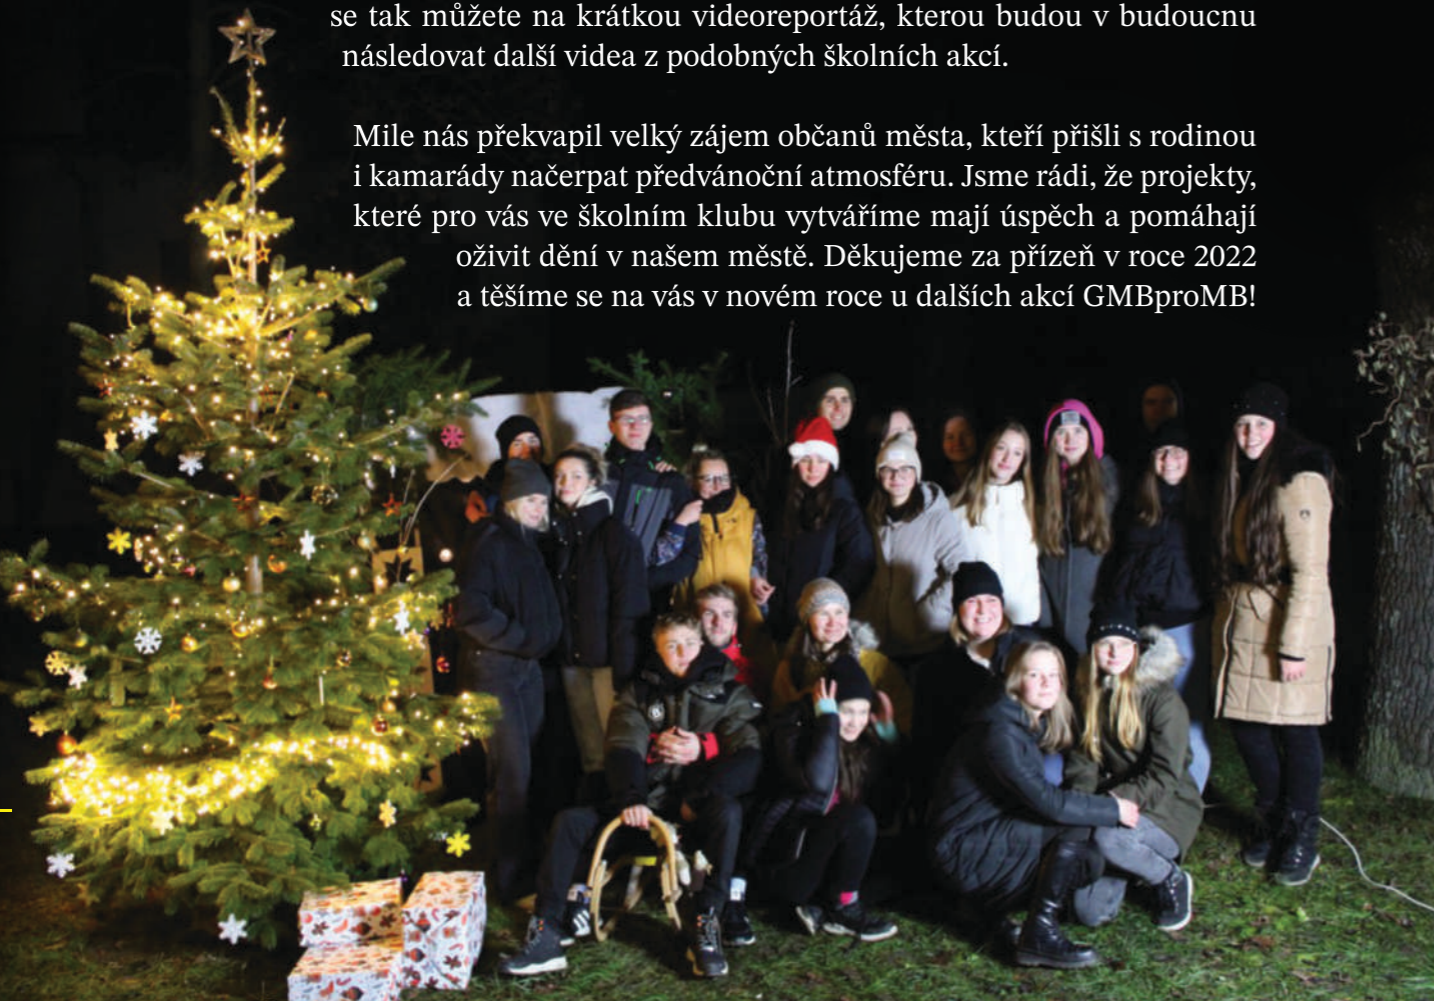 se tak můžete na krátkou videoreportáž, kterou budou v budoucnu
následovat další videa z podobných školních akcí.
Mile nás překvapil velký zájem občanů města, kteří přišli s rodinou
i kamarády načerpat předvánoční atmosféru. Jsme rádi, že projekty,
které pro vás ve školním klubu vytváříme mají úspěch a pomáhají
oživit dění v našem městě. Děkujeme za přízeň v roce 2022
a těšíme se na vás v novém roce u dalších akcí GMBproMB!